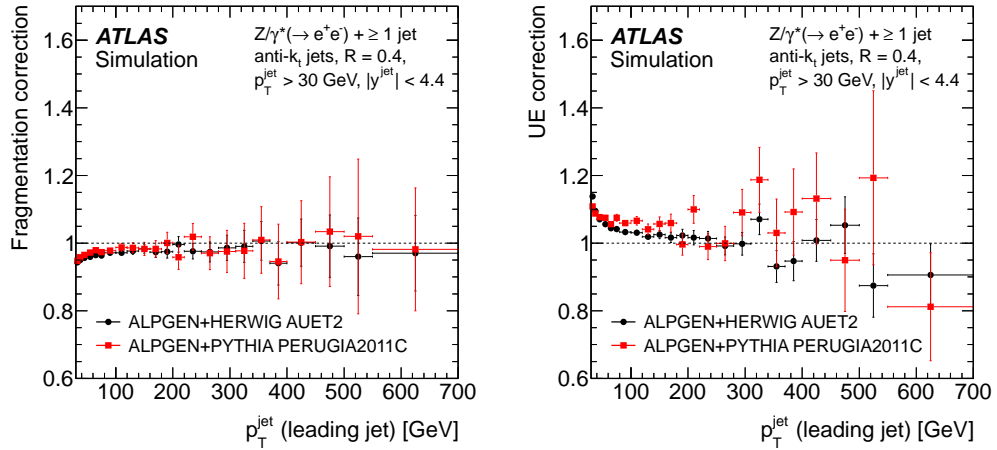 Fragmentation correction
1.6
1.4
1.2
1
0.8
0.6
ATLAS
Simulation
Z/γ*(→ e⁺e⁻) + ≥ 1 jet
anti-kₜ jets, R = 0.4,
p_T^jet > 30 GeV, |y^jet| < 4.4
ALPGEN+HERWIG AUET2
ALPGEN+PYTHIA PERUGIA2011C
100 200 300 400 500 600 700
p_T^jet (leading jet) [GeV]
UE correction
1.6
1.4
1.2
1
0.8
0.6
ATLAS
Simulation
Z/γ*(→ e⁺e⁻) + ≥ 1 jet
anti-kₜ jets, R = 0.4,
p_T^jet > 30 GeV, |y^jet| < 4.4
ALPGEN+HERWIG AUET2
ALPGEN+PYTHIA PERUGIA2011C
100 200 300 400 500 600 700
p_T^jet (leading jet) [GeV]